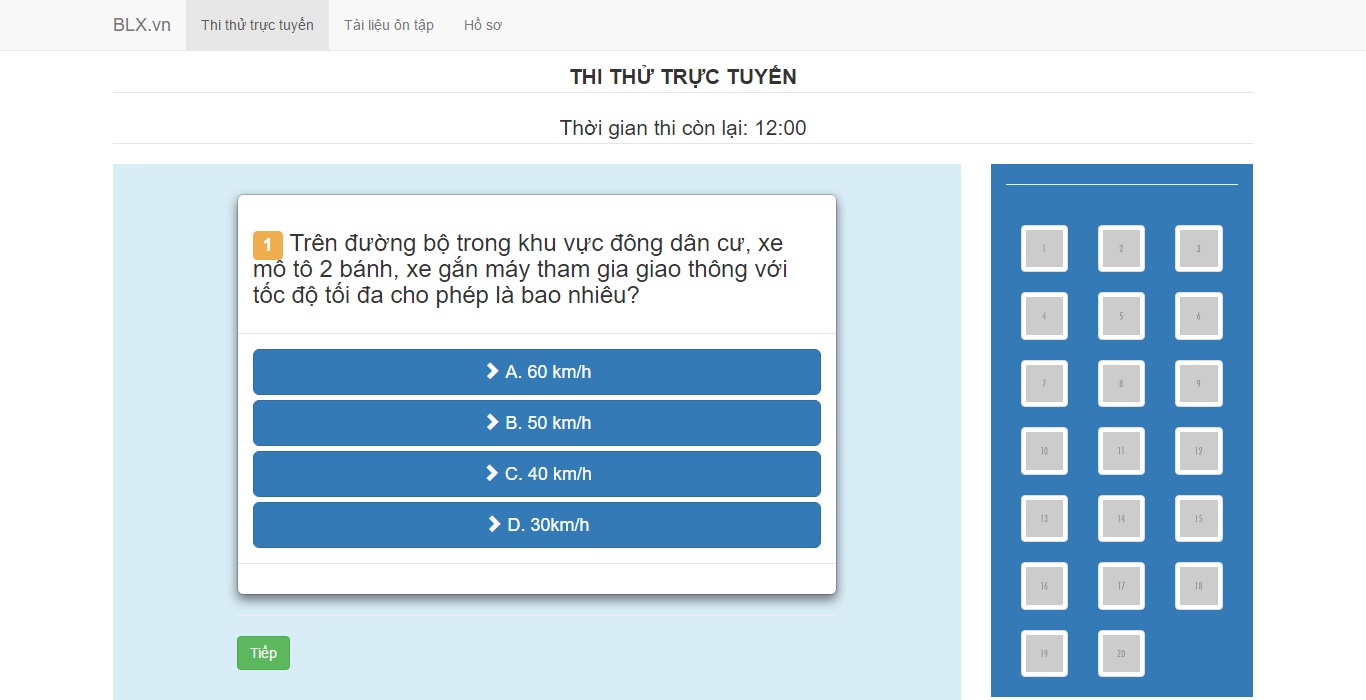 BLX.vn Thi thử trực tuyến Tài liệu ôn tập Hồ sơ
THI THỬ TRỰC TUYẾN
Thời gian thi còn lại: 12:00
1 Trên đường bộ trong khu vực đông dân cư, xe
mô tô 2 bánh, xe gắn máy tham gia giao thông với
tốc độ tối đa cho phép là bao nhiêu?
A. 60 km/h
B. 50 km/h
C. 40 km/h
D. 30km/h
Tiếp
1 2 3
4 5 6
7 8 9
10 11 12
13 14 15
16 17 18
19 20